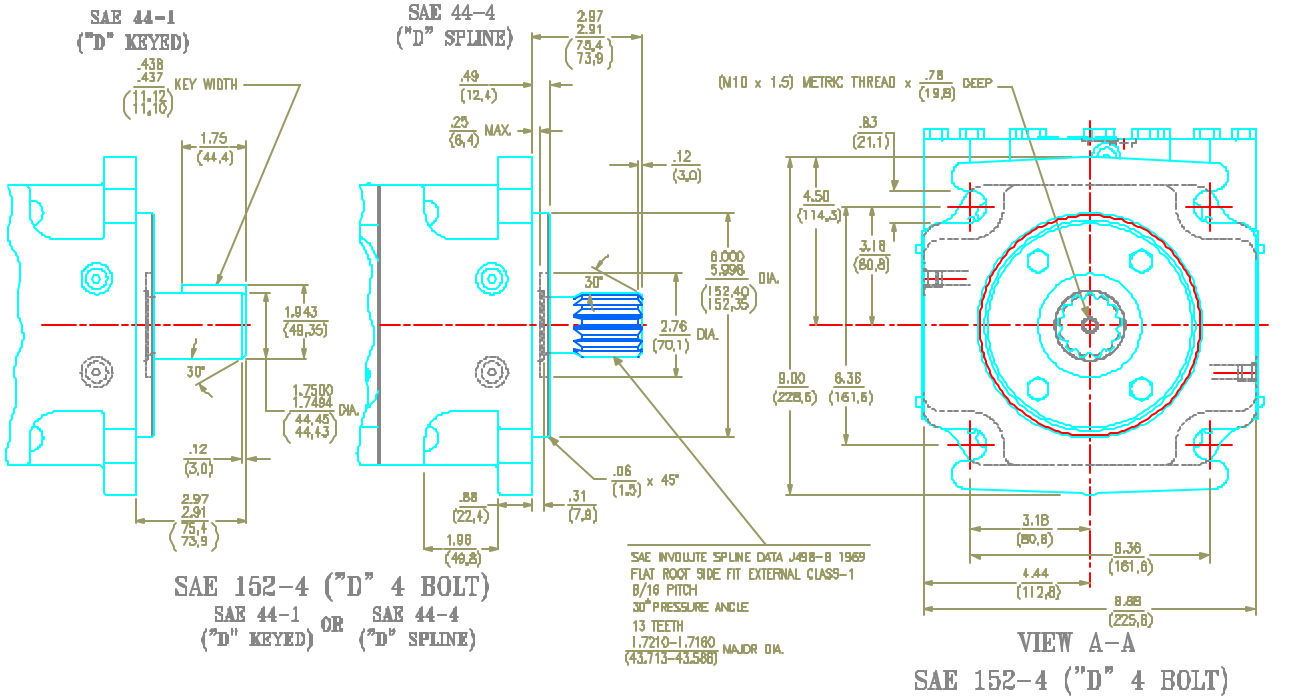 SAE 44-1
("D" KEYED)
.438
.437
(11.12
11.10)
KEY WIDTH
1.75
(44,4)
30°
1.943
(49,35)
1.7500
1.7494
(44,45
44,43)
DIA.
.12
(3,0)
2.97
2.91
(75,4
73,9)
SAE 44-4
("D" SPLINE)
2.97
2.91
(75,4
73,9)
.49
(12,4)
.25
(6,4)
MAX.
.12
(3,0)
30°
6.000
5.998
(152,40
152,35)
DIA.
2.76
(70,1)
DIA.
.06
(1,5)
x 45°
.88
(22,4)
.31
(7,9)
1.96
(49,8)
SAE INVOLUTE SPLINE DATA J498-B 1969
FLAT ROOT SIDE FIT EXTERNAL CLASS-1
8/16 PITCH
30° PRESSURE ANGLE
13 TEETH
1.7210-1.7160
(43.713-43.586)
MAJOR DIA.
SAE 152-4 ("D" 4 BOLT)
SAE 44-1
("D" KEYED)
OR
SAE 44-4
("D" SPLINE)
(M10 x 1.5) METRIC THREAD x .78 DEEP
(19,8)
.83
(21.1)
4.50
(114,3)
3.18
(80,8)
9.00
(228,6)
6.36
(161,6)
3.18
(80,8)
6.36
(161,6)
4.44
(112,8)
8.88
(225,6)
VIEW A-A
SAE 152-4 ("D" 4 BOLT)